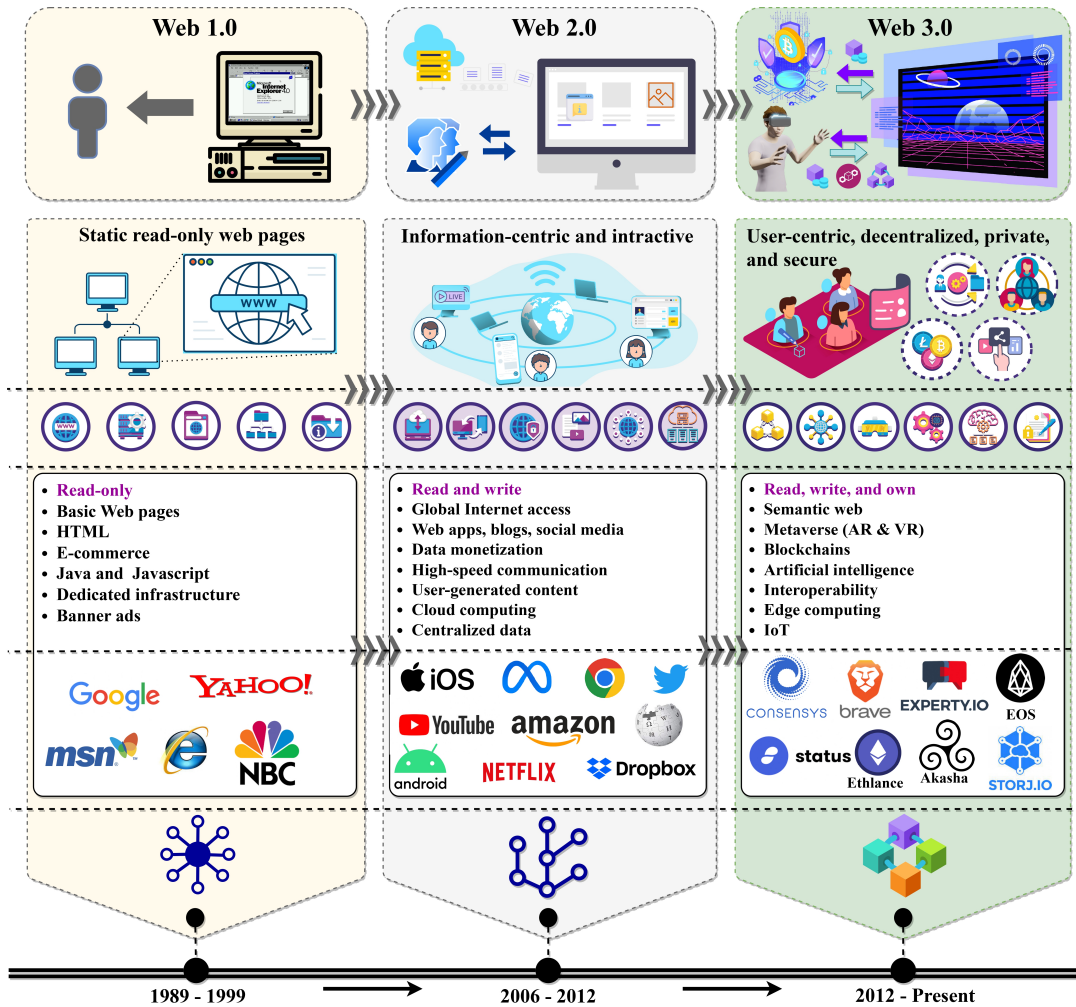 Web 1.0
Web 2.0
Web 3.0
Internet
Explorer 4.0
Static read-only web pages
Information-centric and intractive
User-centric, decentralized, private,
and secure
WWW
LIVE
WWW
Read-only
Basic Web pages
HTML
E-commerce
Java and Javascript
Dedicated infrastructure
Banner ads
Read and write
Global Internet access
Web apps, blogs, social media
Data monetization
High-speed communication
User-generated content
Cloud computing
Centralized data
Read, write, and own
Semantic web
Metaverse (AR & VR)
Blockchains
Artificial intelligence
Interoperability
Edge computing
IoT
Google
YAHOO!
msn
NBC
iOS
YouTube
amazon
android
NETFLIX
Dropbox
CONSENSYS
brave
EXPERTY.IO
EOS
status
Ethlance
Akasha
STORJ.IO
1989 - 1999
2006 - 2012
2012 - Present